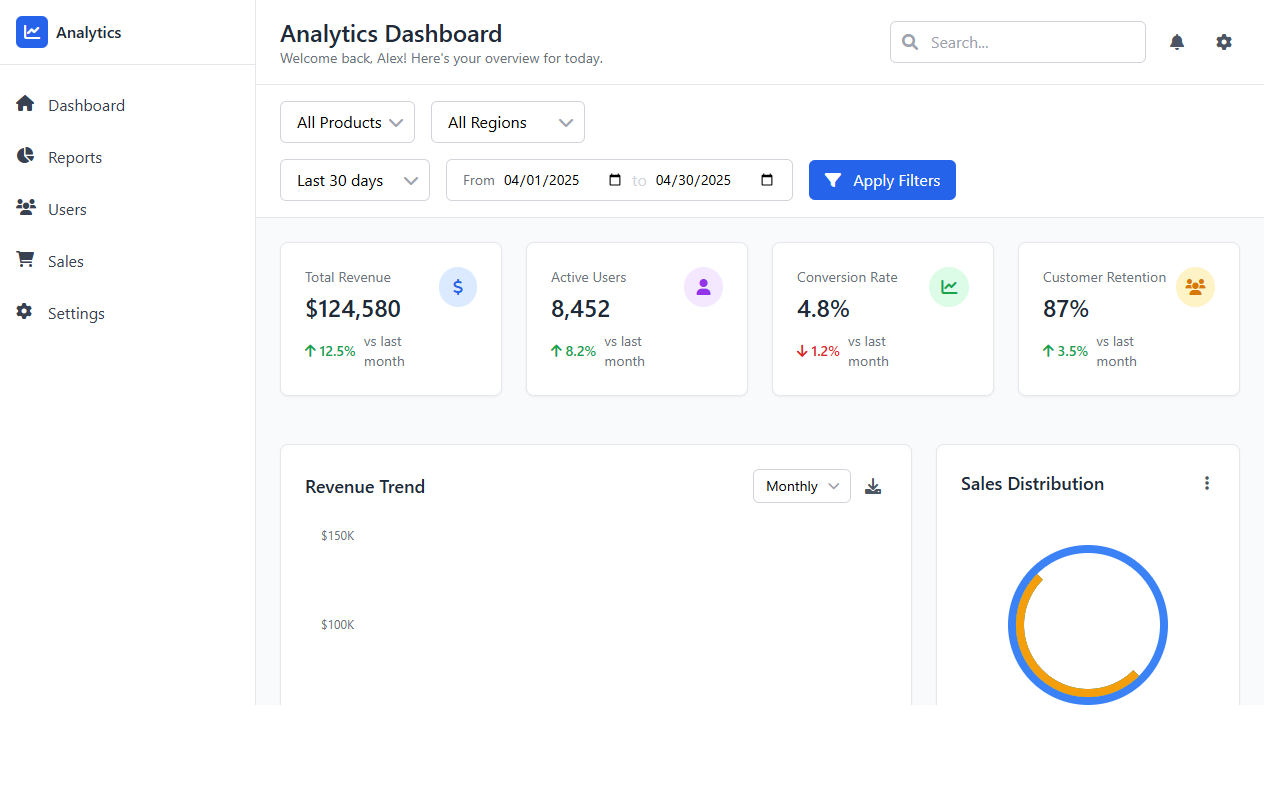 Analytics
Dashboard
Reports
Users
Sales
Settings
Analytics Dashboard
Welcome back, Alex! Here's your overview for today.
Search...
All Products
All Regions
Last 30 days
From 04/01/2025 to 04/30/2025
Apply Filters
Total Revenue
$124,580
12.5% vs last
month
$
Active Users
8,452
8.2% vs last
month
Conversion Rate
4.8%
1.2% vs last
month
Customer Retention
87%
3.5% vs last
month
Revenue Trend
Monthly
$150K
$100K
Sales Distribution